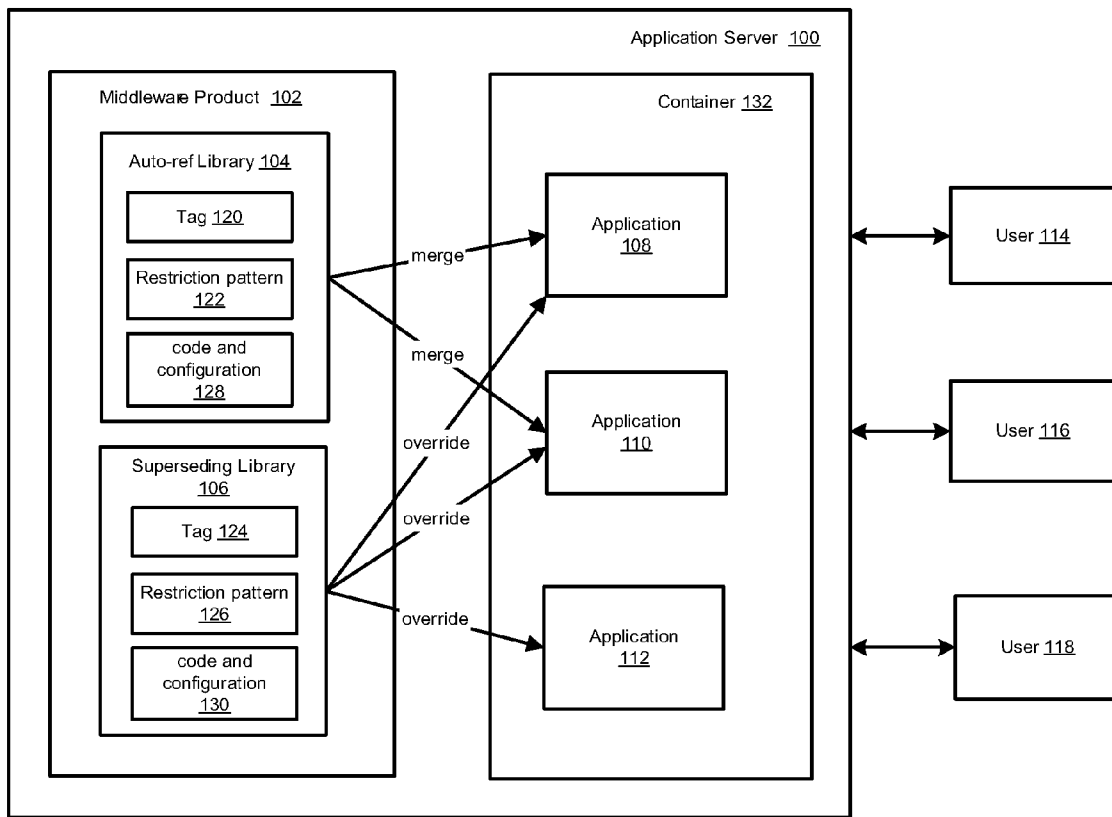 Application Server 100
Middleware Product 102
Auto-ref Library 104
Tag 120
Restriction pattern
122
code and
configuration
128
Superseding Library
106
Tag 124
Restriction pattern
126
code and
configuration
130
merge
merge
override
override
override
Container 132
Application
108
Application
110
Application
112
User 114
User 116
User 118